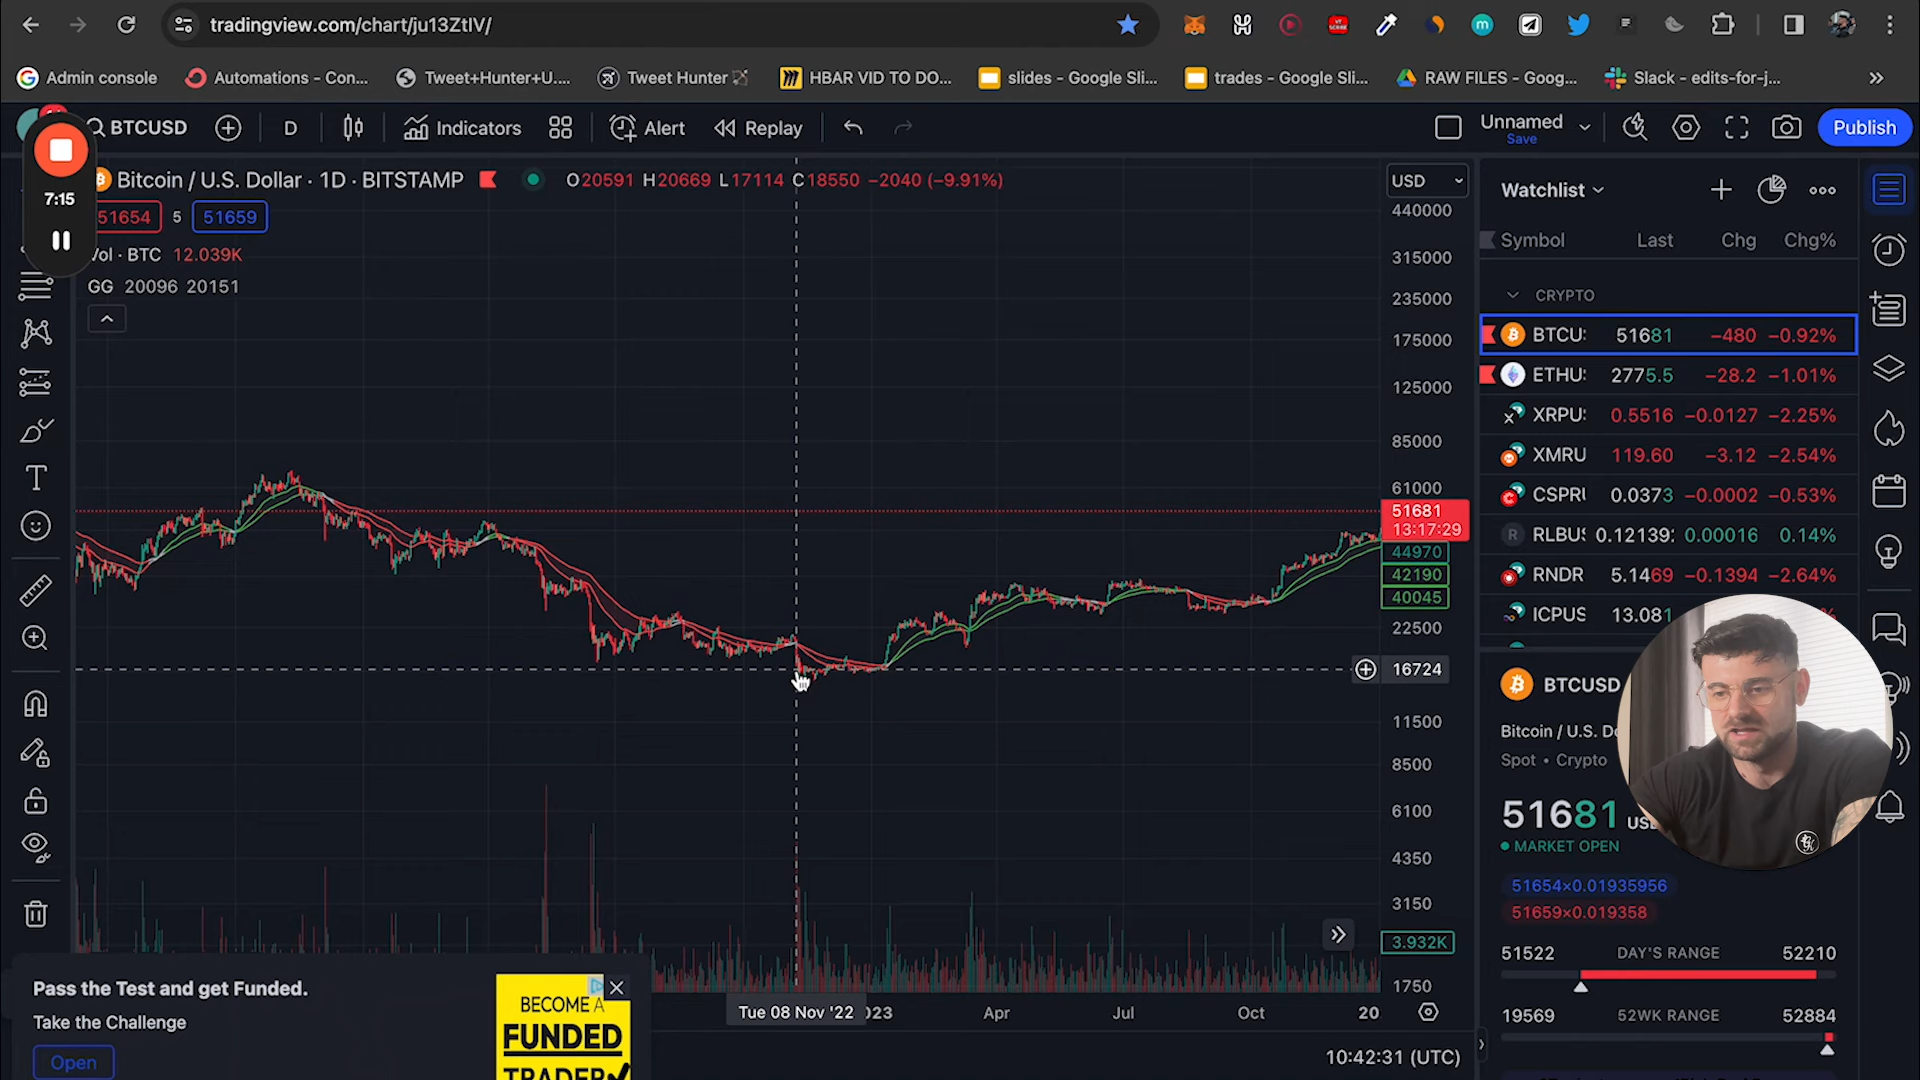 tradingview.com/chart/ju13ZtIV/
Admin console
Automations - Con...
Tweet+Hunter+U....
Tweet Hunter
HBAR VID TO DO...
slides - Google Sli...
trades - Google Sli...
RAW FILES - Goog...
Slack - edits-for-j...
BTCUSD
D
Indicators
Alert
Replay
Unnamed
Save
Publish
Bitcoin / U.S. Dollar · 1D · BITSTAMP
O20591 H20669 L17114 C18550 −2040 (−9.91%)
USD
7:15
51654
5
51659
Vol · BTC 12.039K
GG 20096 20151
440000
315000
235000
175000
125000
85000
61000
51681
13:17:29
44970
42190
40045
22500
16724
11500
8500
6100
4350
3150
3.932K
1750
Tue 08 Nov '22
023
Apr
Jul
Oct
20
10:42:31 (UTC)
Watchlist
Symbol Last Chg Chg%
CRYPTO
BTCU 51681 −480 −0.92%
ETHU 2775.5 −28.2 −1.01%
XRPU 0.5516 −0.0127 −2.25%
XMRU 119.60 −3.12 −2.54%
CSPR 0.0373 −0.0002 −0.53%
RLBU 0.12139 0.00016 0.14%
RNDR 5.1469 −0.1394 −2.64%
ICPUS 13.081
BTCUSD
Bitcoin / U.S.
Spot • Crypto
51681
MARKET OPEN
51654×0.01935956
51659×0.019358
51522 DAY'S RANGE 52210
19569 52WK RANGE 52884
Pass the Test and get Funded.
Take the Challenge
Open
BECOME A
FUNDED
TRADER